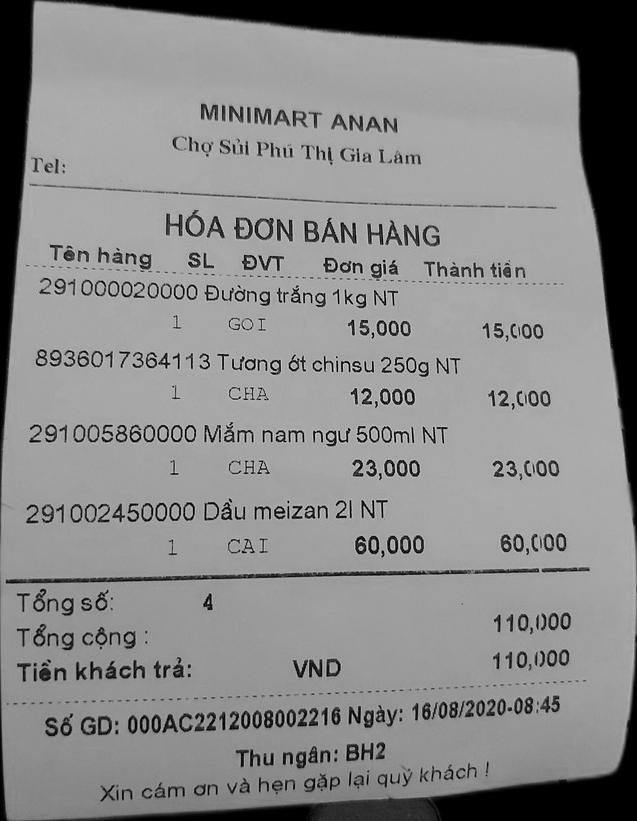 MINIMART ANAN
Chợ Sủi Phú Thị Gia Lâm
Tel:
HÓA ĐƠN BÁN HÀNG
Tên hàng SL ĐVT Đơn giá Thành tiền
291000020000 Đường trắng 1kg NT
1 GOI 15,000 15,000
8936017364113 Tương ớt chinsu 250g NT
1 CHA 12,000 12,000
291005860000 Mắm nam ngư 500ml NT
1 CHA 23,000 23,000
291002450000 Dầu meizan 2l NT
1 CAI 60,000 60,000
Tổng số: 4
Tổng cộng : 110,000
Tiền khách trả: VND 110,000
Số GD: 000AC2212008002216 Ngày: 16/08/2020-08:45
Thu ngân: BH2
Xin cám ơn và hẹn gặp lại quý khách !